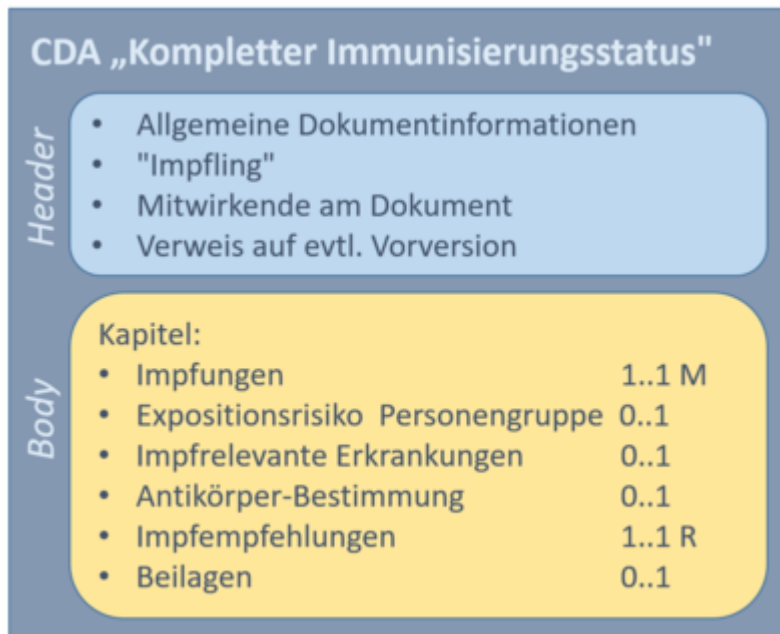 CDA „Kompletter Immunisierungsstatus"
Header
• Allgemeine Dokumentinformationen
• "Impfling"
• Mitwirkende am Dokument
• Verweis auf evtl. Vorversion
Body
Kapitel:
• Impfungen 1..1 M
• Expositionsrisiko Personengruppe 0..1
• Impfrelevante Erkrankungen 0..1
• Antikörper-Bestimmung 0..1
• Impfempfehlungen 1..1 R
• Beilagen 0..1